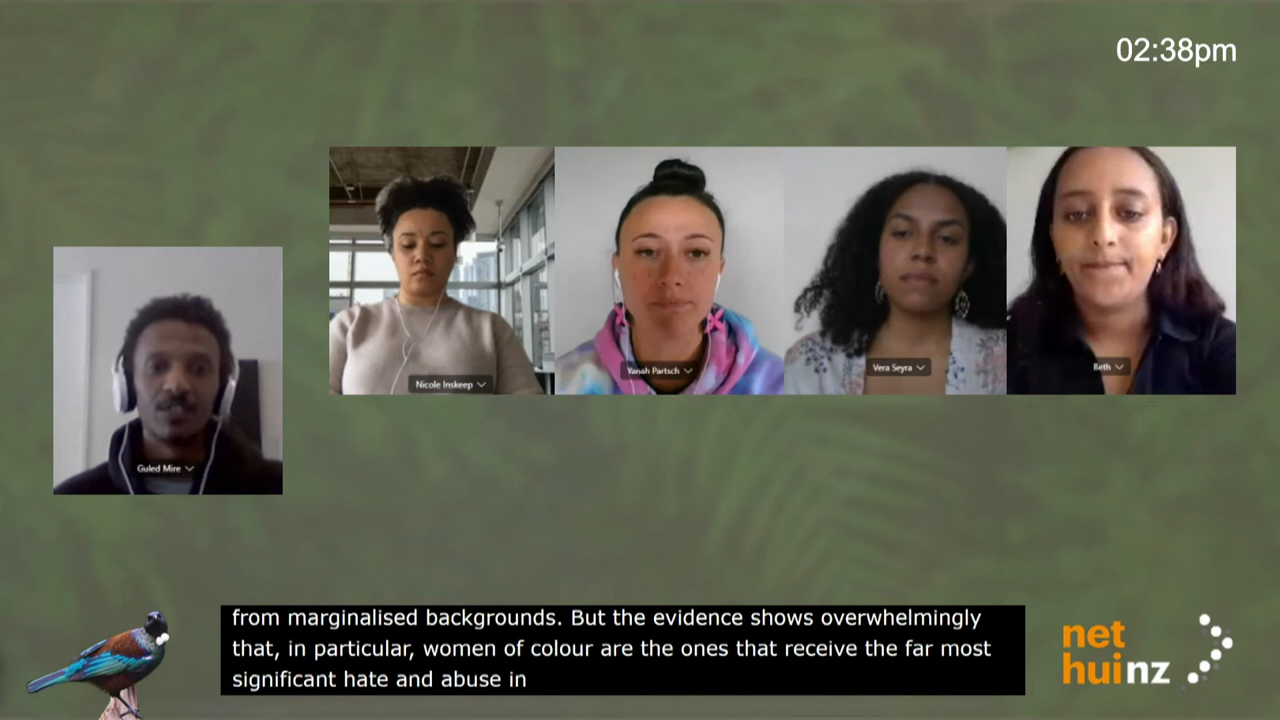 02:38pm
Nicole Inskeep
Yanah Partsch
Vera Seyra
Beth
Guled Mire
from marginalised backgrounds. But the evidence shows overwhelmingly
that, in particular, women of colour are the ones that receive the far most
significant hate and abuse in
net
huinz